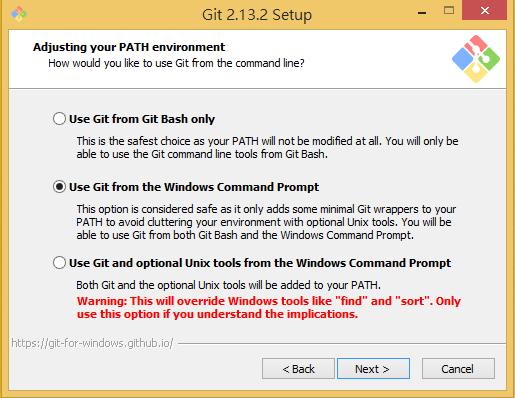 Git 2.13.2 Setup
Adjusting your PATH environment
How would you like to use Git from the command line?
Use Git from Git Bash only
This is the safest choice as your PATH will not be modified at all. You will only be
able to use the Git command line tools from Git Bash.
Use Git from the Windows Command Prompt
This option is considered safe as it only adds some minimal Git wrappers to your
PATH to avoid cluttering your environment with optional Unix tools. You will be
able to use Git from both Git Bash and the Windows Command Prompt.
Use Git and optional Unix tools from the Windows Command Prompt
Both Git and the optional Unix tools will be added to your PATH.
Warning: This will override Windows tools like "find" and "sort". Only
use this option if you understand the implications.
https://git-for-windows.github.io/
< Back Next > Cancel